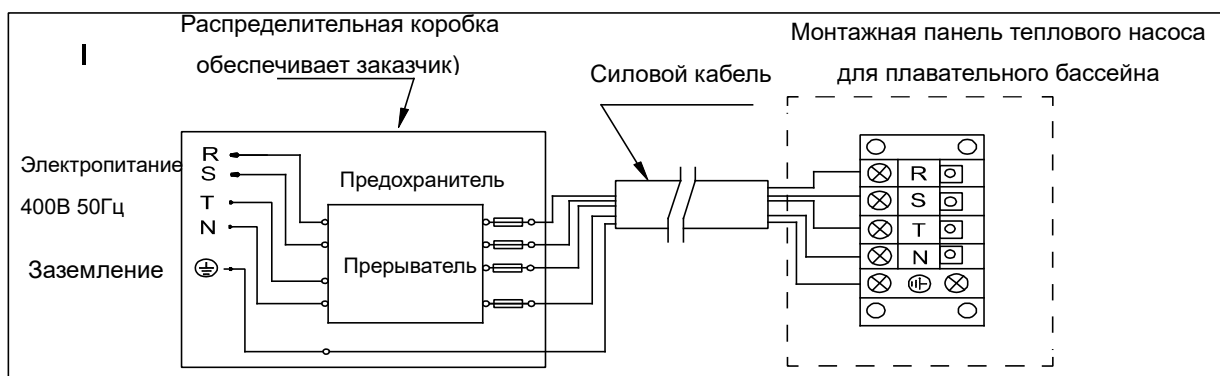 Распределительная коробка
обеспечивает заказчик)
Силовой кабель
Монтажная панель теплового насоса
для плавательного бассейна
Электропитание
400В 50Гц
Заземление
R
S
T
N
Предохранитель
Прерыватель
R
S
T
N